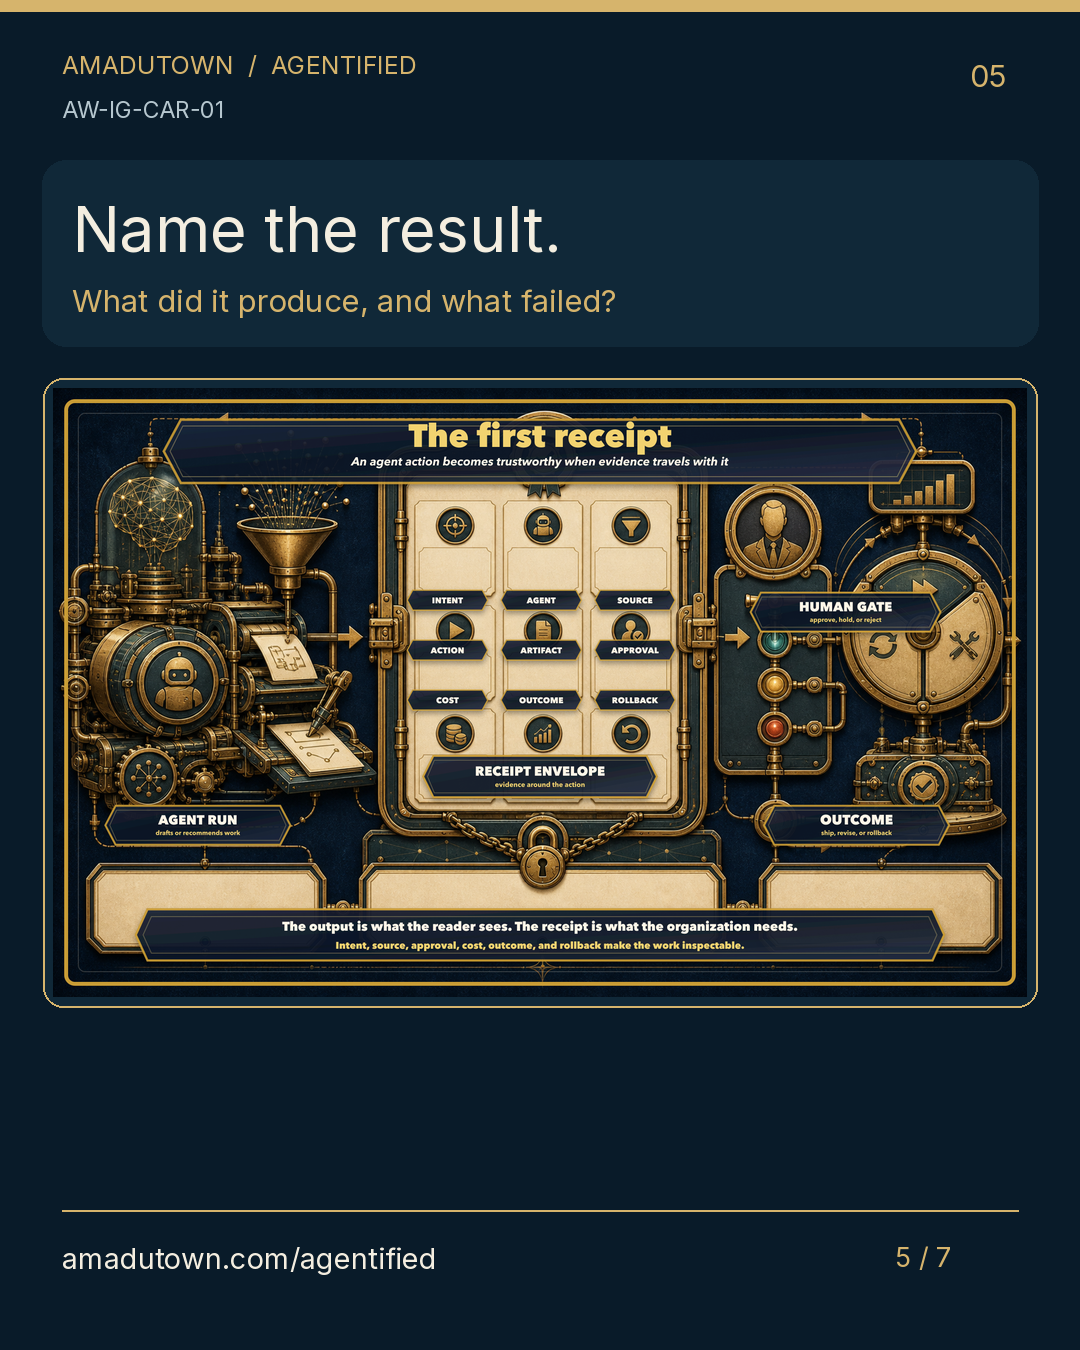 AMADUTOWN / AGENTIFIED
05
AW-IG-CAR-01
Name the result.
What did it produce, and what failed?
The first receipt
An agent action becomes trustworthy when evidence travels with it
INTENT
AGENT
SOURCE
ACTION
ARTIFACT
APPROVAL
COST
OUTCOME
ROLLBACK
RECEIPT ENVELOPE
evidence around the action
HUMAN GATE
approve, hold, or reject
AGENT RUN
drafts or recommends work
OUTCOME
ship, revise, or rollback
The output is what the reader sees. The receipt is what the organization needs.
Intent, source, approval, cost, outcome, and rollback make the work inspectable.
amadutown.com/agentified
5 / 7